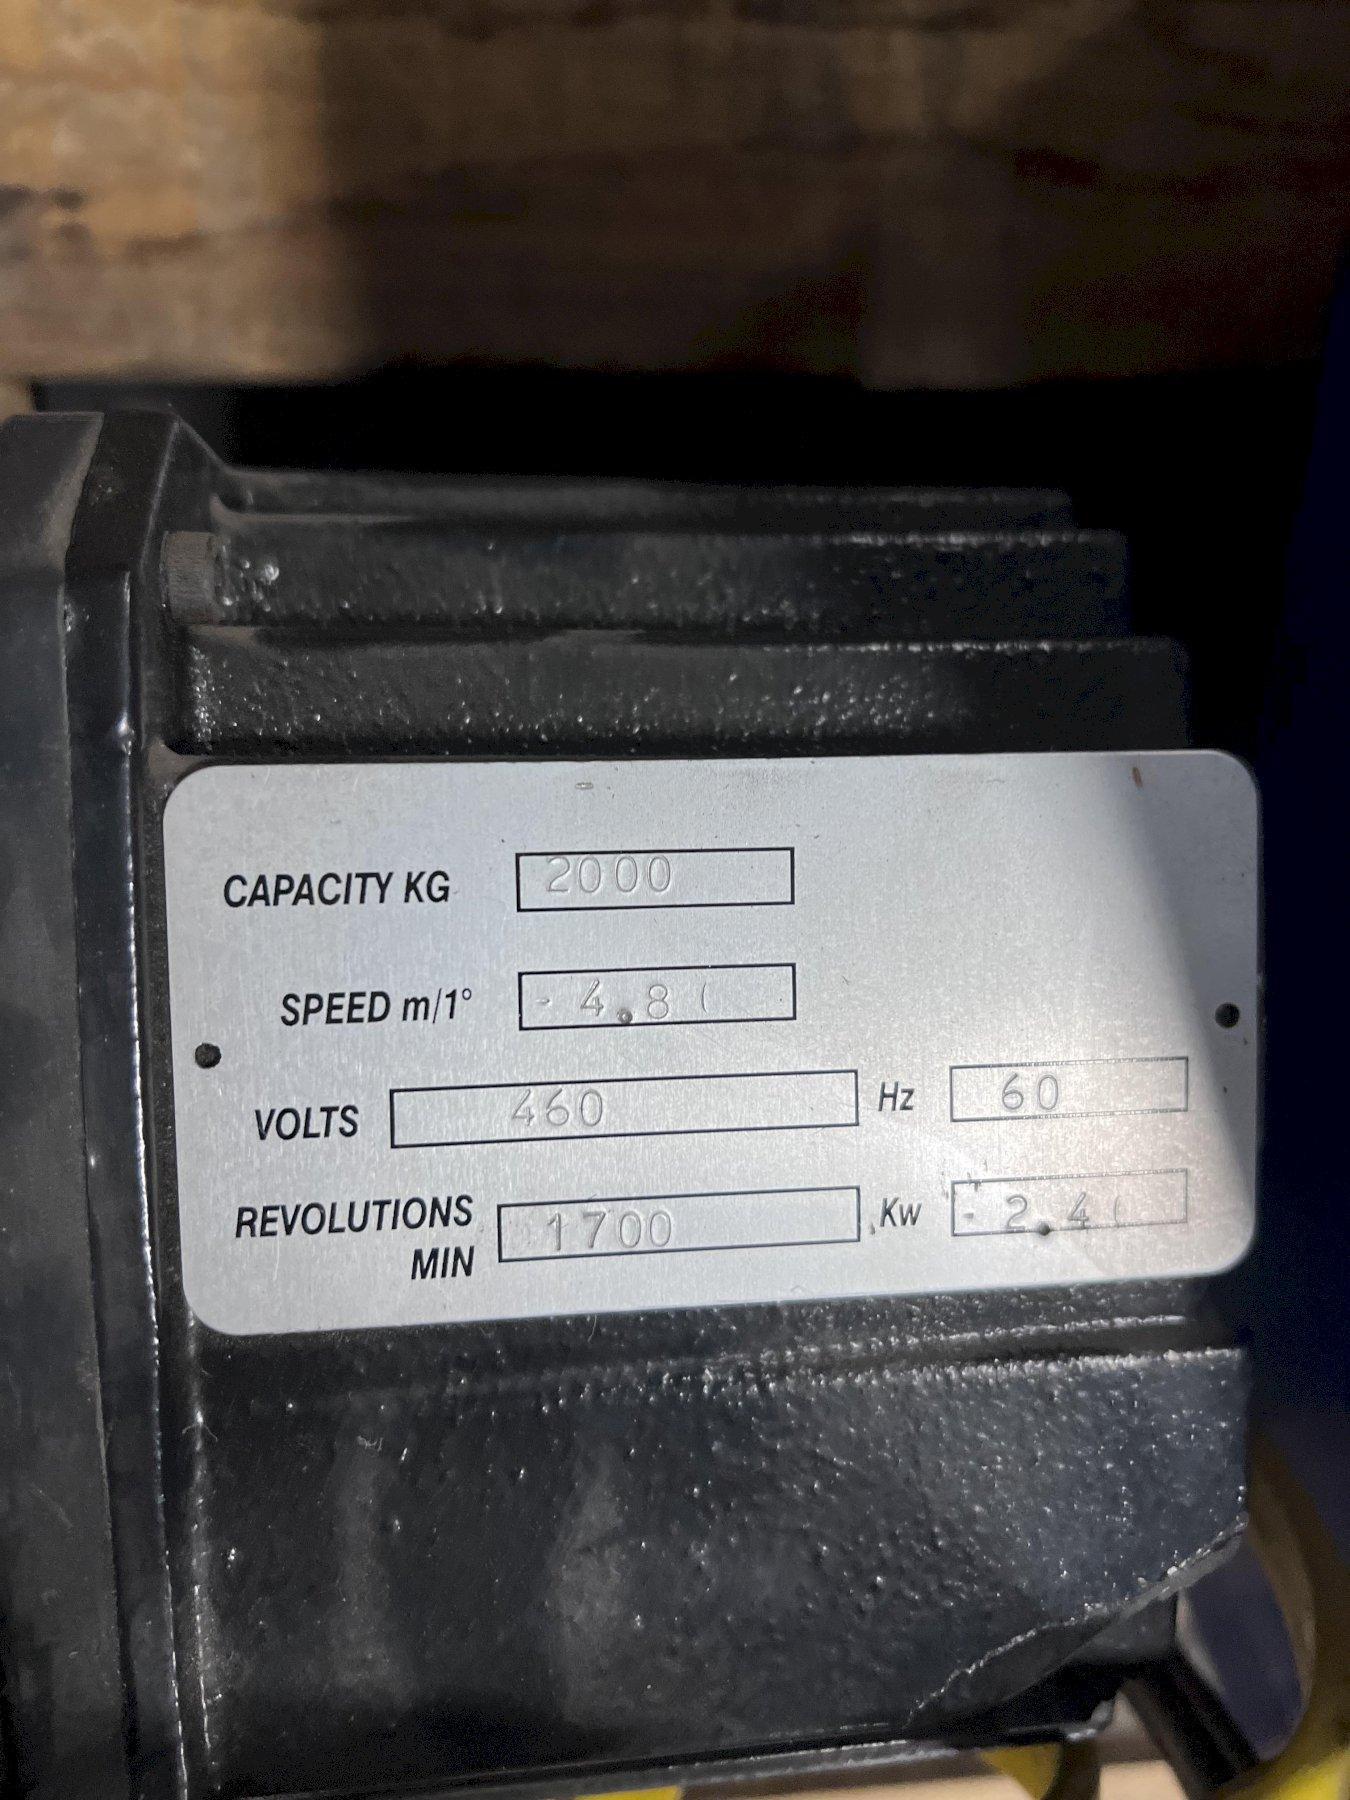 CAPACITY KG 2000
SPEED m/1° - 4.8 (
VOLTS 460 Hz 60
REVOLUTIONS MIN 1700 Kw - 2.4 (